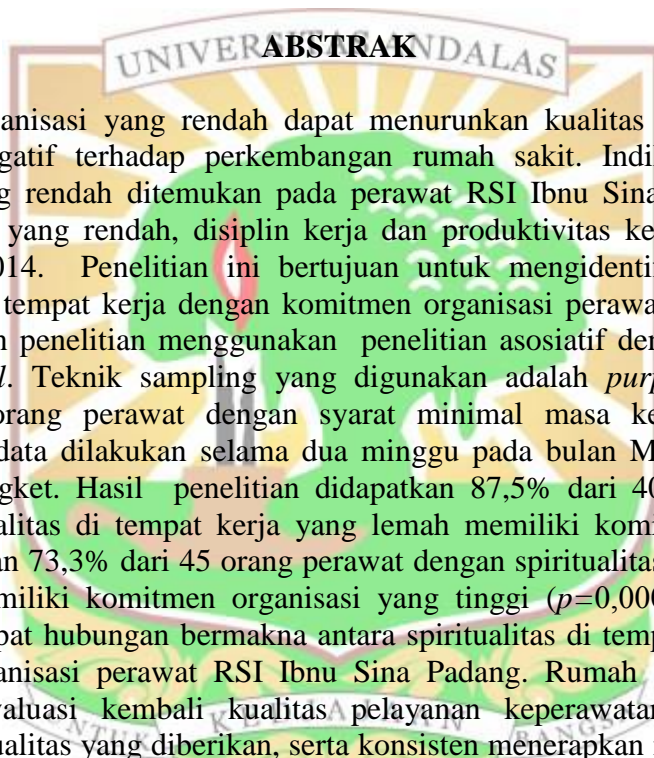 UNIVERSITAS ANDALAS
ABSTRAK
anisasi yang rendah dapat menurunkan kualitas
gatif terhadap perkembangan rumah sakit. Indi
g rendah ditemukan pada perawat RSI Ibnu Sina
yang rendah, disiplin kerja dan produktivitas ke
014. Penelitian ini bertujuan untuk mengidenti
tempat kerja dengan komitmen organisasi perawa
n penelitian menggunakan penelitian asosiatif den
l. Teknik sampling yang digunakan adalah purp
orang perawat dengan syarat minimal masa ke
data dilakukan selama dua minggu pada bulan M
gket. Hasil penelitian didapatkan 87,5% dari 40
alitas di tempat kerja yang lemah memiliki komi
an 73,3% dari 45 orang perawat dengan spiritualitas
miliki komitmen organisasi yang tinggi (p=0,000
pat hubungan bermakna antara spiritualitas di temp
anisasi perawat RSI Ibnu Sina Padang. Rumah
valuasi kembali kualitas pelayanan keperawatan
ualitas yang diberikan, serta konsisten menerapkan
UNTUK KEDJAJAAN BANGSA